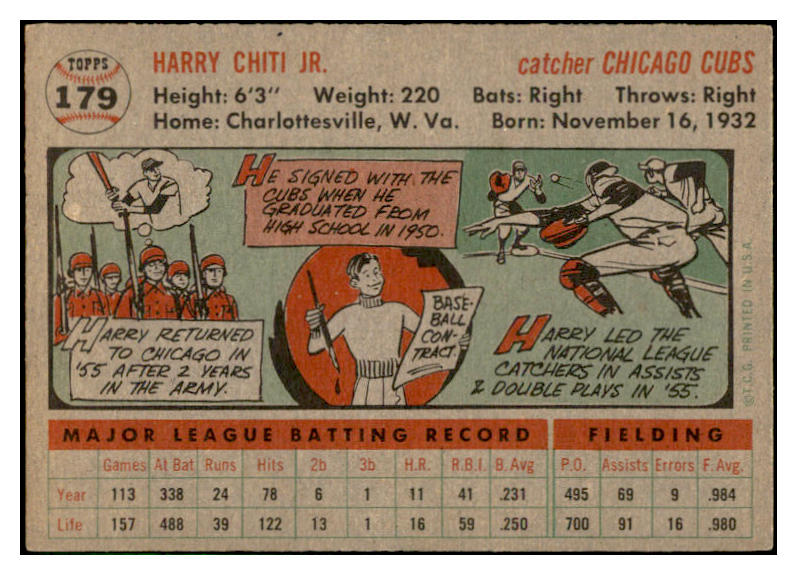 TOPPS
179
HARRY CHITI JR.
catcher CHICAGO CUBS
Height: 6'3" Weight: 220 Bats: Right Throws: Right
Home: Charlottesville, W. Va. Born: November 16, 1932
HARRY RETURNED
TO CHICAGO IN
'55 AFTER 2 YEARS
IN THE ARMY.
HE SIGNED WITH THE
CUBS WHEN HE
GRADUATED FROM
HIGH SCHOOL IN 1950.
BASE-
BALL
CON-
TRACT.
HARRY LED THE
NATIONAL LEAGUE
CATCHERS IN ASSISTS
& DOUBLE PLAYS IN '55.
©T.C.G. PRINTED IN U.S.A.
MAJOR LEAGUE BATTING RECORD FIELDING
Games At Bat Runs Hits 2b 3b H.R. R.B.I. B. Avg P.O. Assists Errors F. Avg.
Year 113 338 24 78 6 1 11 41 .231 495 69 9 .984
Life 157 488 39 122 13 1 16 59 .250 700 91 16 .980